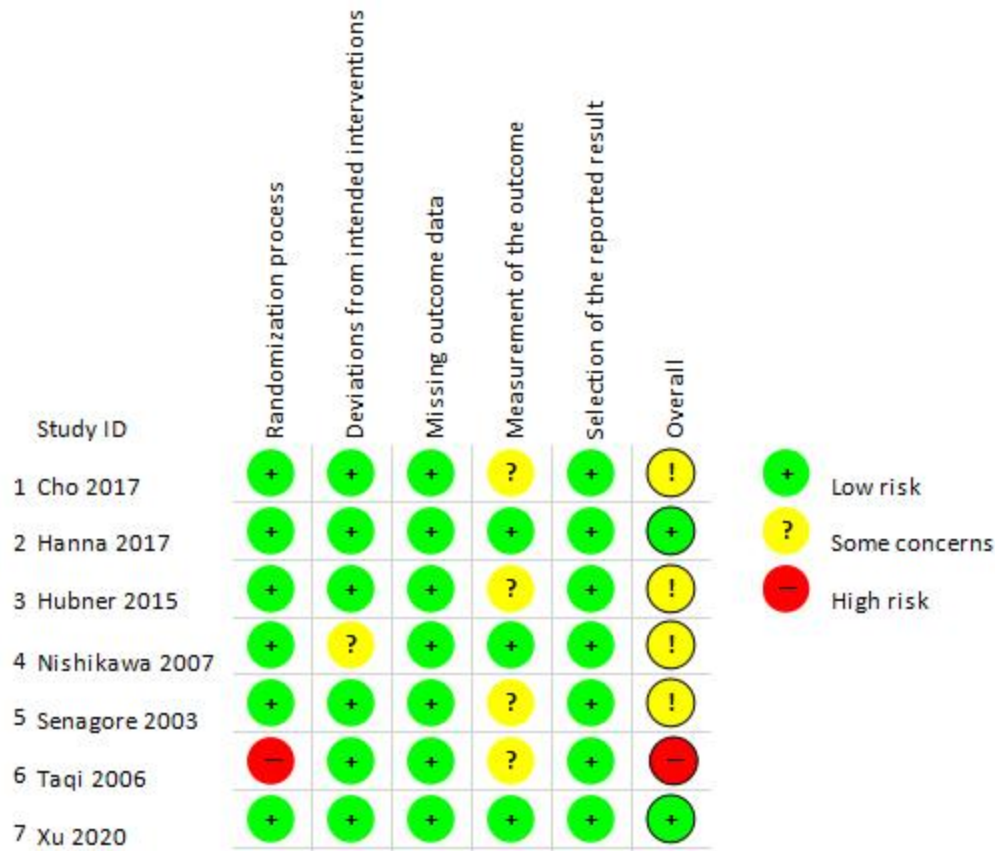 Randomization process
Deviations from intended interventions
Missing outcome data
Measurement of the outcome
Selection of the reported result
Overall
Study ID
1 Cho 2017 + + + ? + !
2 Hanna 2017 + + + + + +
3 Hubner 2015 + + + ? + !
4 Nishikawa 2007 + ? + + + !
5 Senagore 2003 + + + ? + !
6 Taqi 2006 − + + ? + −
7 Xu 2020 + + + + + +
+ Low risk
? Some concerns
− High risk